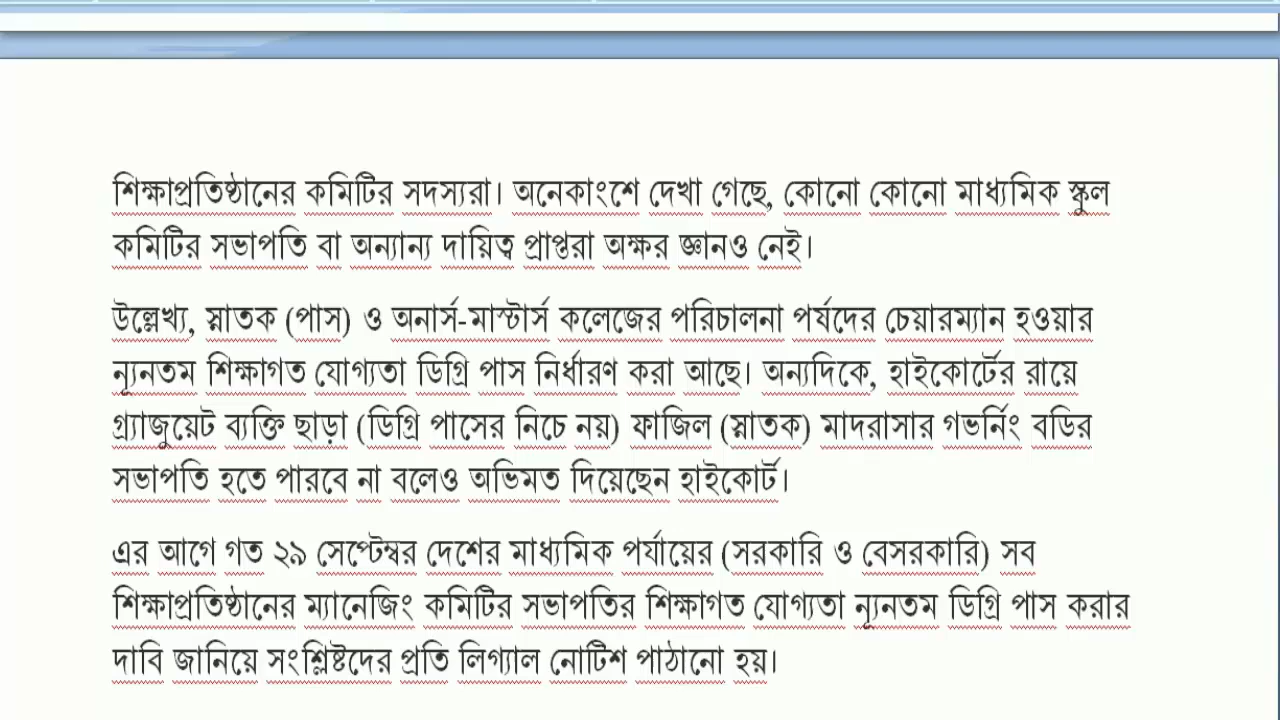 শিক্ষাপ্রতিষ্ঠানের কমিটির সদস্যরা। অনেকাংশে দেখা গেছে, কোনো কোনো মাধ্যমিক স্কুল
কমিটির সভাপতি বা অন্যান্য দায়িত্ব প্রাপ্তরা অক্ষর জ্ঞানও নেই।
উল্লেখ্য, স্নাতক (পাস) ও অনার্স-মাস্টার্স কলেজের পরিচালনা পর্ষদের চেয়ারম্যান হওয়ার
ন্যূনতম শিক্ষাগত যোগ্যতা ডিগ্রি পাস নির্ধারণ করা আছে। অন্যদিকে, হাইকোর্টের রায়ে
গ্র্যাজুয়েট ব্যক্তি ছাড়া (ডিগ্রি পাসের নিচে নয়) ফাজিল (স্নাতক) মাদরাসার গভর্নিং বডির
সভাপতি হতে পারবে না বলেও অভিমত দিয়েছেন হাইকোর্ট।
এর আগে গত ২৯ সেপ্টেম্বর দেশের মাধ্যমিক পর্যায়ের (সরকারি ও বেসরকারি) সব
শিক্ষাপ্রতিষ্ঠানের ম্যানেজিং কমিটির সভাপতির শিক্ষাগত যোগ্যতা ন্যূনতম ডিগ্রি পাস করার
দাবি জানিয়ে সংশ্লিষ্টদের প্রতি লিগ্যাল নোটিশ পাঠানো হয়।